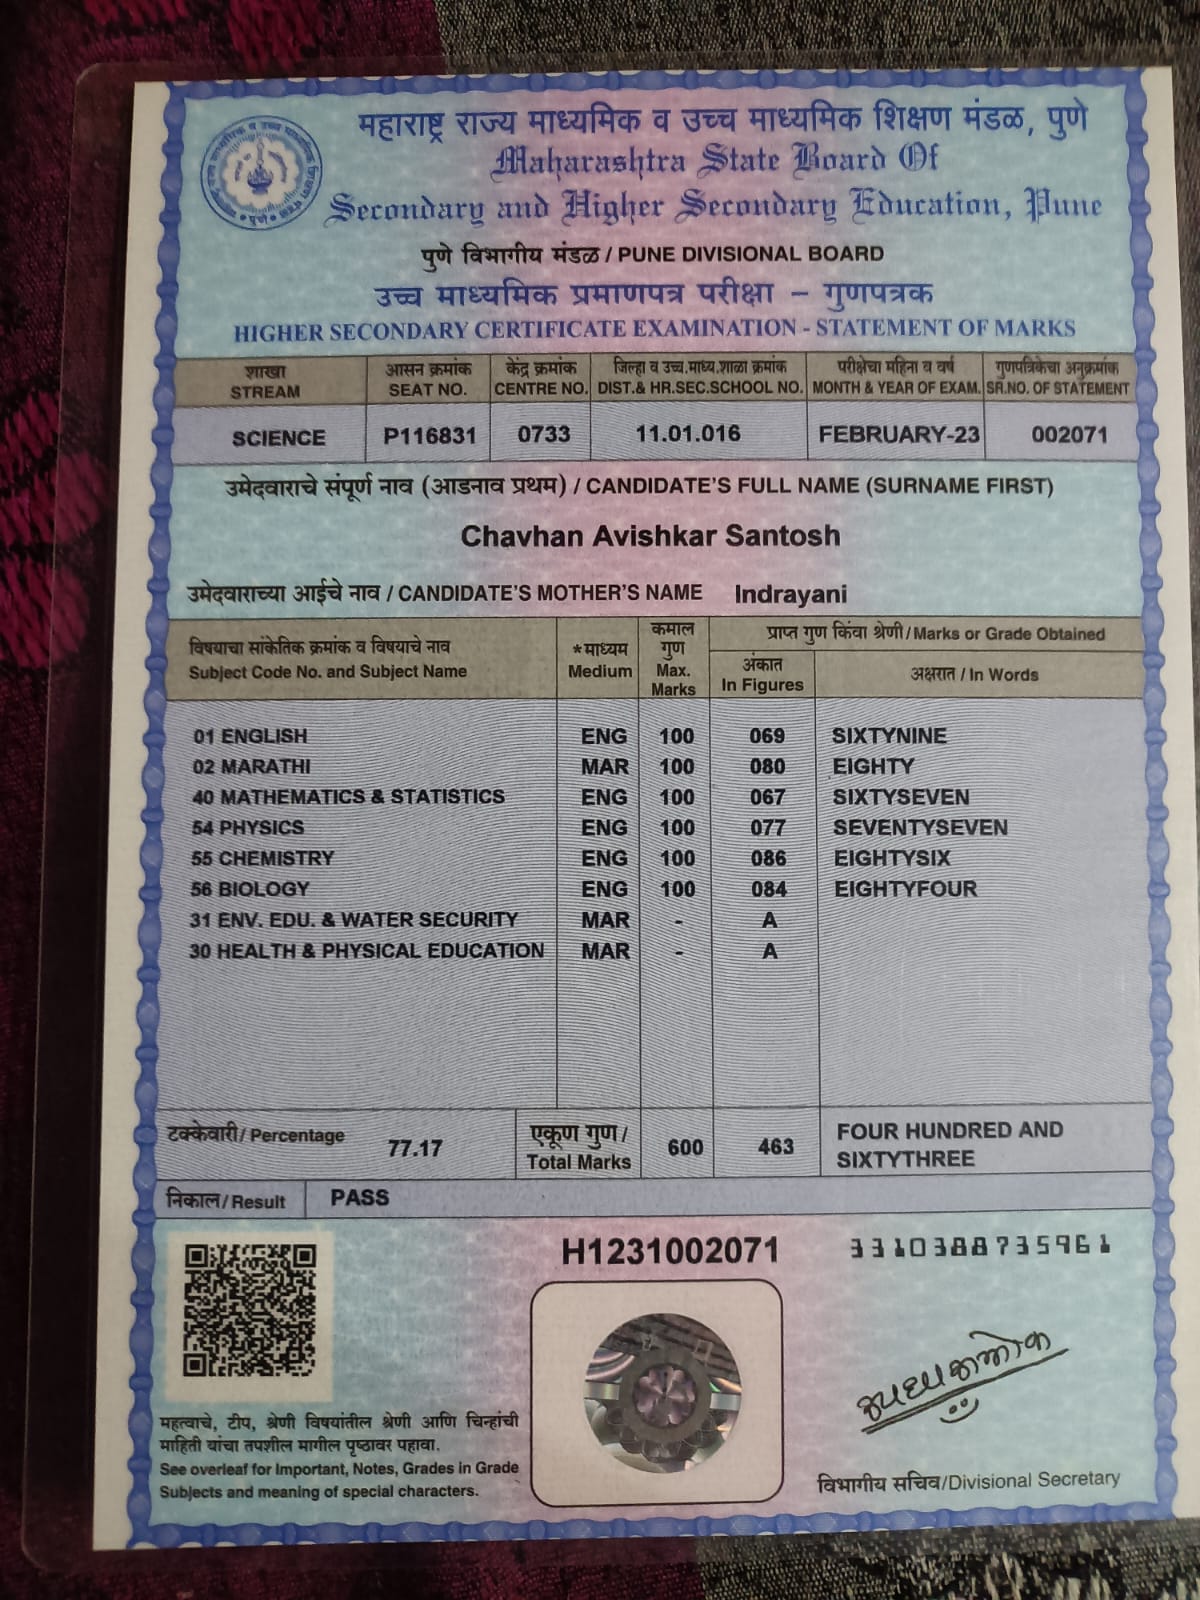 महाराष्ट्र राज्य माध्यमिक व उच्च माध्यमिक शिक्षण मंडळ, पुणे
Maharashtra State Board Of
Secondary and Higher Secondary Education, Pune
पुणे विभागीय मंडळ / PUNE DIVISIONAL BOARD
उच्च माध्यमिक प्रमाणपत्र परीक्षा – गुणपत्रक
HIGHER SECONDARY CERTIFICATE EXAMINATION - STATEMENT OF MARKS
शाखा आसन क्रमांक केंद्र क्रमांक जिल्हा व उच्च.माध्य.शाळा क्रमांक परीक्षेचा महिना व वर्ष गुणपत्रिकेचा अनुक्रमांक
STREAM SEAT NO. CENTRE NO. DIST.& HR.SEC.SCHOOL NO. MONTH & YEAR OF EXAM. SR.NO. OF STATEMENT
SCIENCE P116831 0733 11.01.016 FEBRUARY-23 002071
उमेदवाराचे संपूर्ण नाव (आडनाव प्रथम) / CANDIDATE'S FULL NAME (SURNAME FIRST)
Chavhan Avishkar Santosh
उमेदवाराच्या आईचे नाव / CANDIDATE'S MOTHER'S NAME Indrayani
विषयाचा सांकेतिक क्रमांक व विषयाचे नाव
Subject Code No. and Subject Name
*माध्यम
Medium
कमाल
गुण
Max.
Marks
प्राप्त गुण किंवा श्रेणी/Marks or Grade Obtained
अंकात
In Figures
अक्षरात / In Words
01 ENGLISH ENG 100 069 SIXTYNINE
02 MARATHI MAR 100 080 EIGHTY
40 MATHEMATICS & STATISTICS ENG 100 067 SIXTYSEVEN
54 PHYSICS ENG 100 077 SEVENTYSEVEN
55 CHEMISTRY ENG 100 086 EIGHTYSIX
56 BIOLOGY ENG 100 084 EIGHTYFOUR
31 ENV. EDU. & WATER SECURITY MAR - A
30 HEALTH & PHYSICAL EDUCATION MAR - A
टक्केवारी/ Percentage 77.17
एकूण गुण/
Total Marks
600 463
FOUR HUNDRED AND
SIXTYTHREE
निकाल/Result PASS
H1231002071
3310388735961
महत्वाचे, टीप, श्रेणी विषयांतील श्रेणी आणि चिन्हांची
माहिती यांचा तपशील मागील पृष्ठावर पहावा.
See overleaf for Important, Notes, Grades in Grade
Subjects and meaning of special characters.
विभागीय सचिव/Divisional Secretary